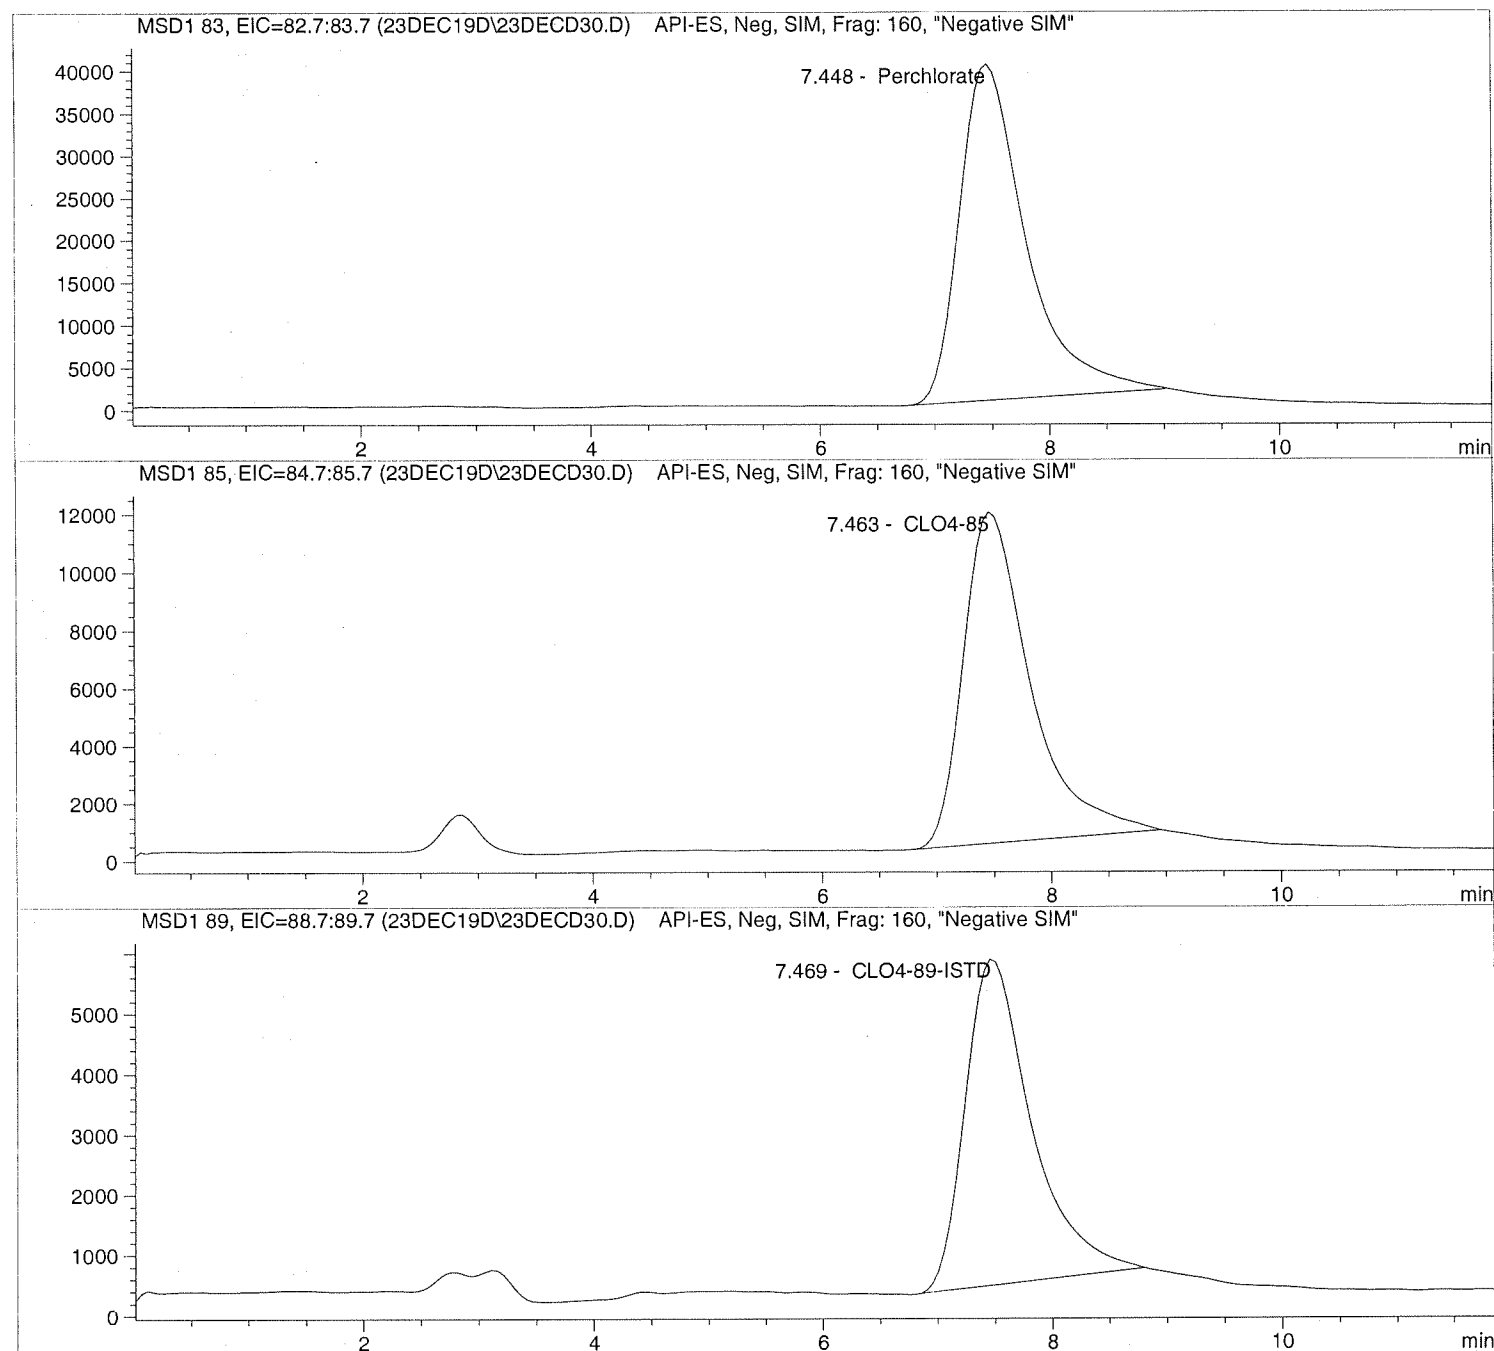 MSD1 83, EIC=82.7:83.7 (23DEC19D\23DECD30.D) API-ES, Neg, SIM, Frag: 160, "Negative SIM"
7.448 - Perchlorate
40000
35000
30000
25000
20000
15000
10000
5000
0
2 4 6 8 10 min
MSD1 85, EIC=84.7:85.7 (23DEC19D\23DECD30.D) API-ES, Neg, SIM, Frag: 160, "Negative SIM"
7.463 - CLO4-85
12000
10000
8000
6000
4000
2000
0
2 4 6 8 10 min
MSD1 89, EIC=88.7:89.7 (23DEC19D\23DECD30.D) API-ES, Neg, SIM, Frag: 160, "Negative SIM"
7.469 - CLO4-89-ISTD
5000
4000
3000
2000
1000
0
2 4 6 8 10 min